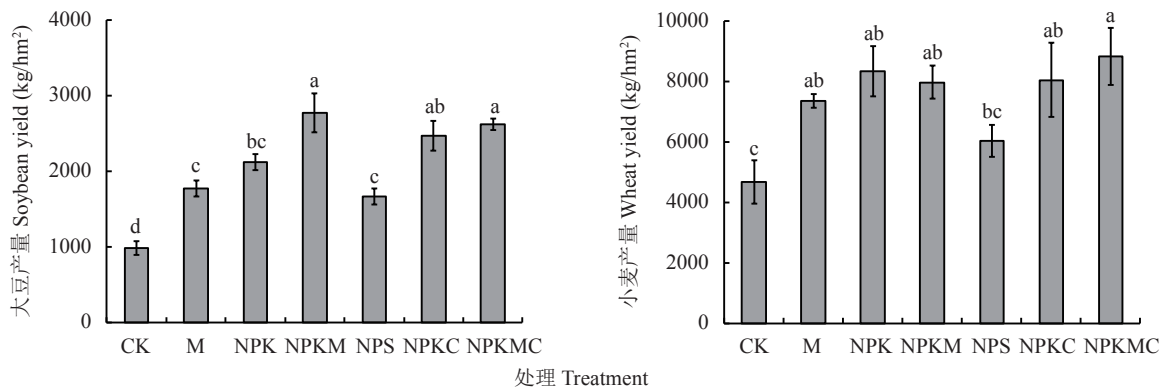 大豆产量 Soybean yield (kg/hm²)
4000
3000
2000
1000
0
d
c
bc
a
c
ab
a
CK M NPK NPKM NPS NPKC NPKMC
小麦产量 Wheat yield (kg/hm²)
10000
8000
6000
4000
2000
0
c
ab
ab
ab
bc
ab
a
CK M NPK NPKM NPS NPKC NPKMC
处理 Treatment